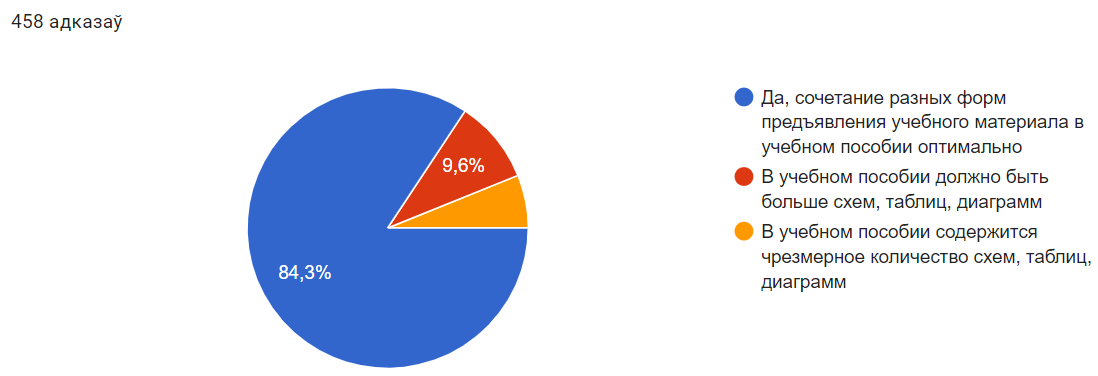 458 адказаў
9,6%
84,3%
Да, сочетание разных форм
предъявления учебного материала в
учебном пособии оптимально
В учебном пособии должно быть
больше схем, таблиц, диаграмм
В учебном пособии содержится
чрезмерное количество схем, таблиц,
диаграмм